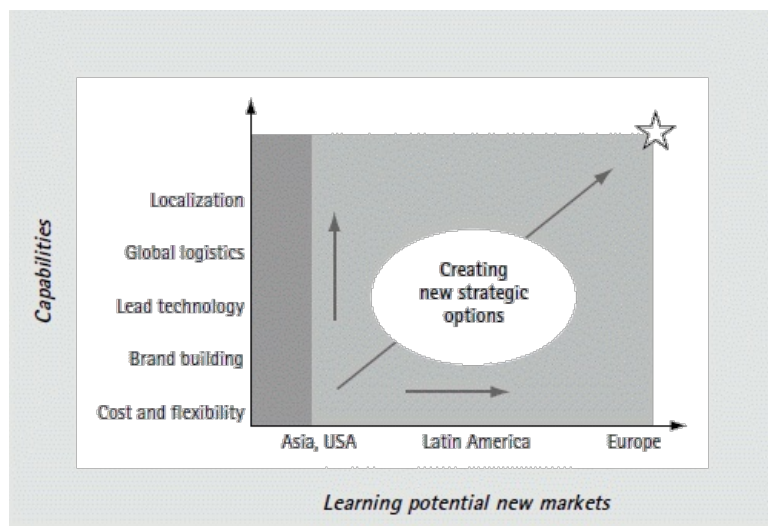 Capabilities
Localization
Global logistics
Lead technology
Brand building
Cost and flexibility
Creating
new strategic
options
Asia, USA Latin America Europe
Learning potential new markets